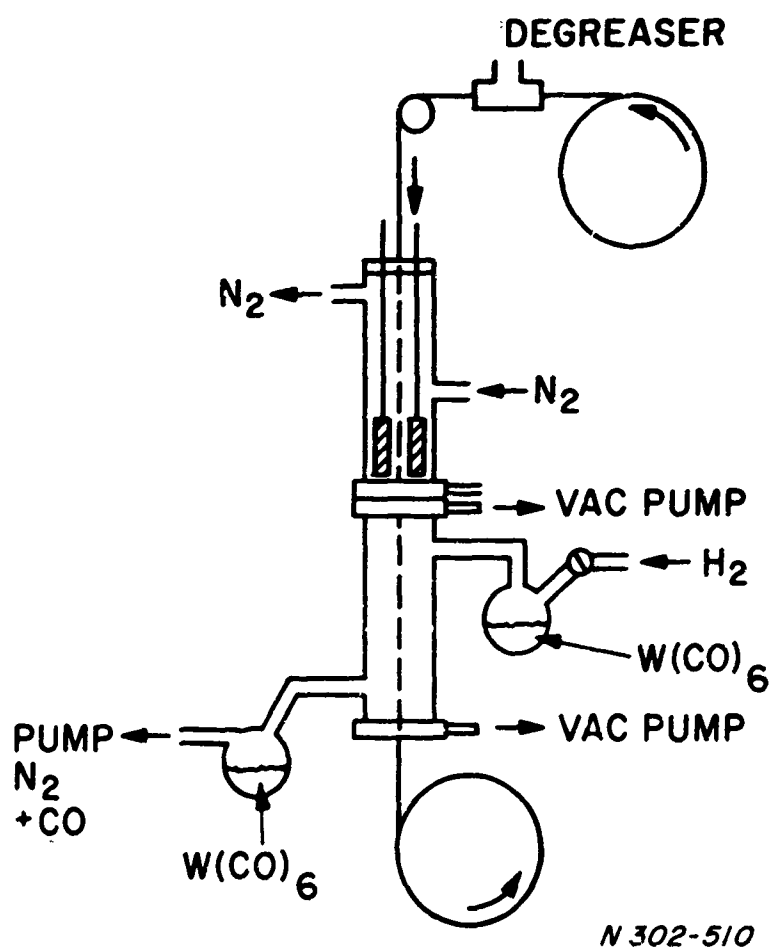 DEGREASER
N2
N2
VAC PUMP
H2
W(CO)6
VAC PUMP
PUMP
N2
+CO
W(CO)6
N 302-510